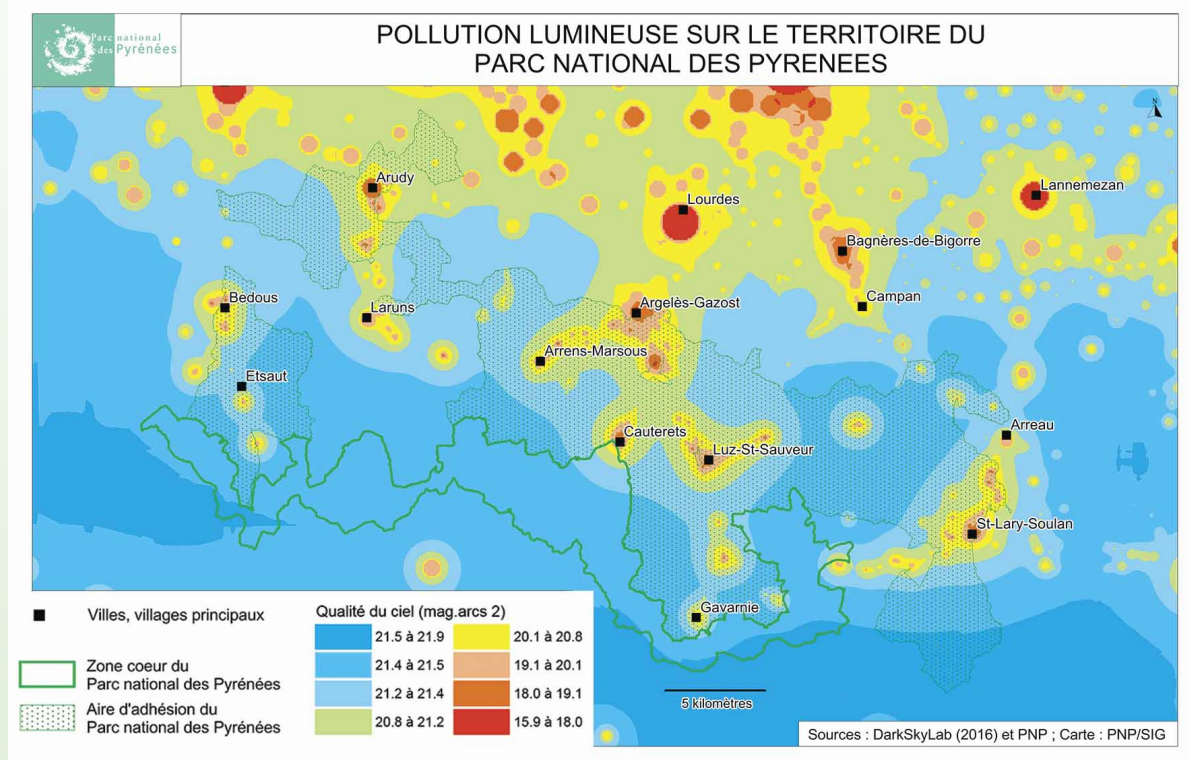 Parc national
des Pyrénées
POLLUTION LUMINEUSE SUR LE TERRITOIRE DU
PARC NATIONAL DES PYRENEES
N
Arudy
Lannemezan
Lourdes
Bagnères-de-Bigorre
Bedous
Laruns
Argelès-Gazost
Campan
Arrens-Marsous
Etsaut
Cauterets
Luz-St-Sauveur
Arreau
St-Lary-Soulan
Gavarnie
Villes, villages principaux
Zone coeur du
Parc national des Pyrénées
Aire d'adhésion du
Parc national des Pyrénées
Qualité du ciel (mag.arcs 2)
21.5 à 21.9
21.4 à 21.5
21.2 à 21.4
20.8 à 21.2
20.1 à 20.8
19.1 à 20.1
18.0 à 19.1
15.9 à 18.0
5 kilomètres
Sources : DarkSkyLab (2016) et PNP ; Carte : PNP/SIG